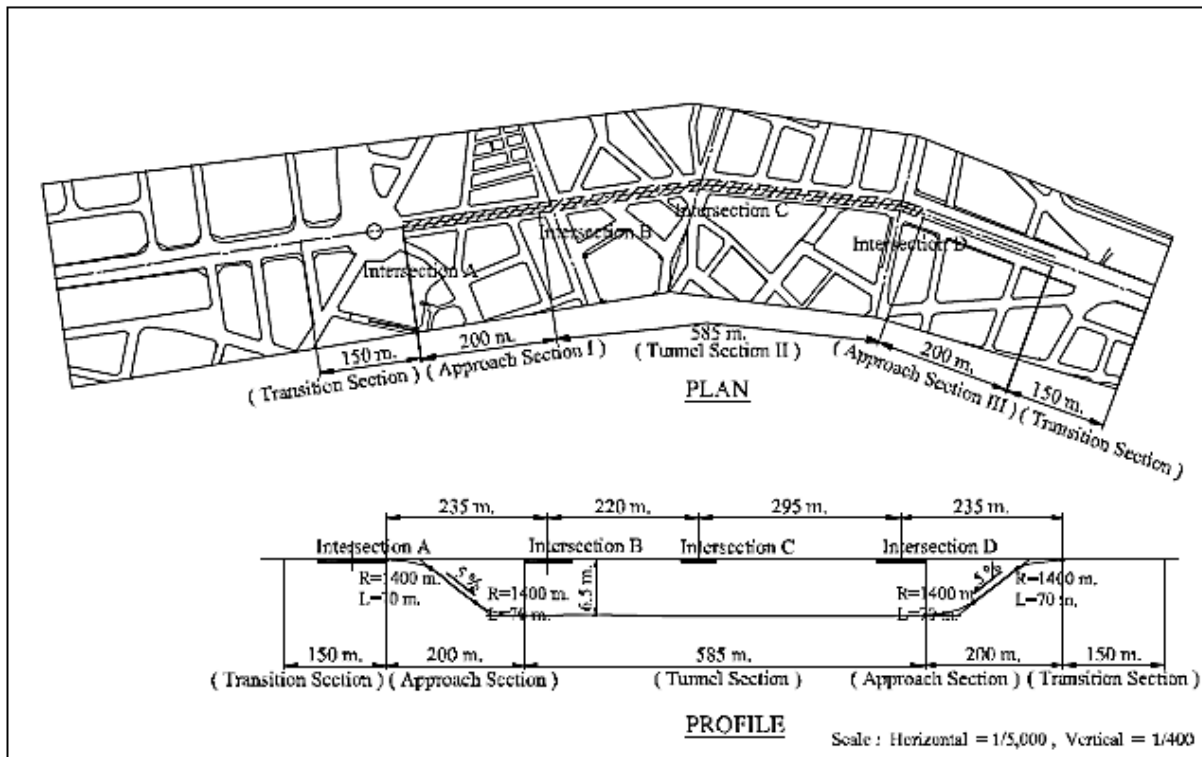 Intersection C
Intersection B
Intersection D
Intersection A
150 m.
( Transition Section )
200 m.
( Approach Section I )
585 m.
( Tunnel Section II )
200 m.
( Approach Section III )
150 m.
( Transition Section )
PLAN
235 m.
220 m.
295 m.
235 m.
Intersection A
Intersection B
Intersection C
Intersection D
R=1400 m.
L=70 m.
5 %
R=1400 m.
L=70 m.
6.5 m.
R=1400 m
L=70 m.
5%
R=1400 m.
L=70 m.
150 m.
200 m.
585 m.
200 m.
150 m.
( Transition Section )
( Approach Section )
( Tunnel Section )
( Approach Section )
( Transition Section )
PROFILE
Scale : Horizontal = 1/5,000 , Vertical = 1/400